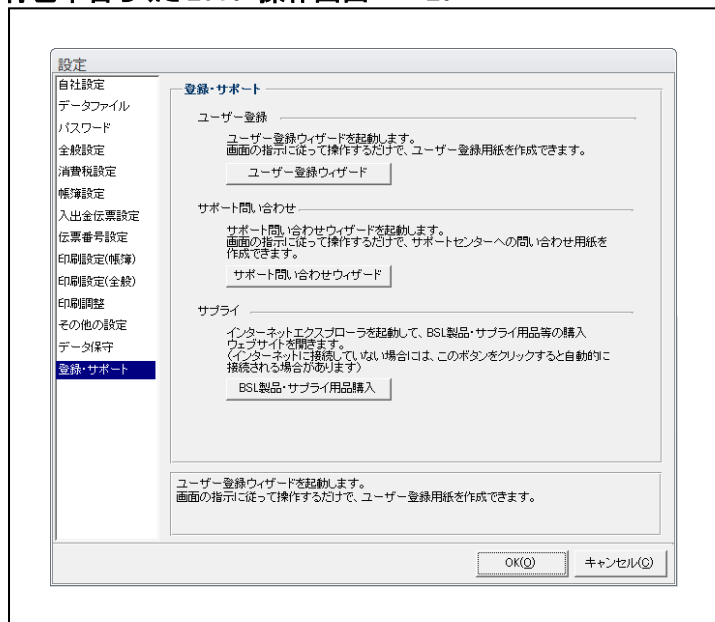 設定
自社設定
データファイル
パスワード
全般設定
消費税設定
帳簿設定
入出金伝票設定
伝票番号設定
印刷設定(帳簿)
印刷設定(全般)
印刷調整
その他の設定
データ保守
登録・サポート
登録・サポート
ユーザー登録
ユーザー登録ウィザードを起動します。
画面の指示に従って操作するだけで、ユーザー登録用紙を作成できます。
ユーザー登録ウィザード
サポート問い合わせ
サポート問い合わせウィザードを起動します。
画面の指示に従って操作するだけで、サポートセンターへの問い合わせ用紙を
作成できます。
サポート問い合わせウィザード
サプライ
インターネットエクスプローラを起動して、BSL製品・サプライ用品等の購入
ウェブサイトを開きます。
(インターネットに接続していない場合には、このボタンをクリックすると自動的に
接続される場合があります)
BSL製品・サプライ用品購入
ユーザー登録ウィザードを起動します。
画面の指示に従って操作するだけで、ユーザー登録用紙を作成できます。
OK(O)
キャンセル(C)